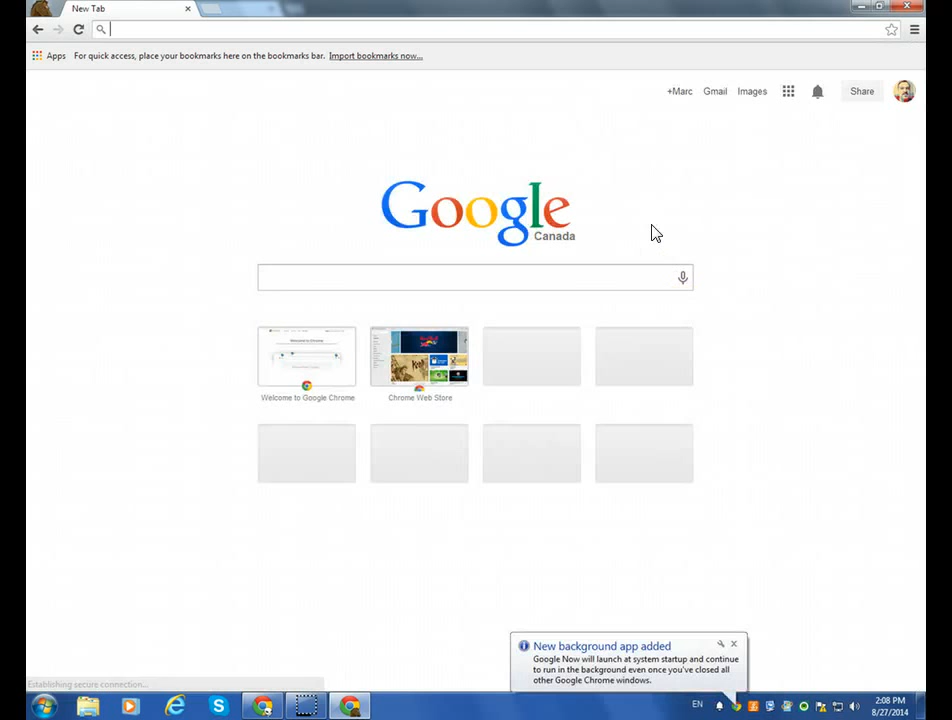 New Tab
Apps For quick access, place your bookmarks here on the bookmarks bar. Import bookmarks now...
+Marc Gmail Images Share
Google
Canada
Welcome to Google Chrome Chrome Web Store
New background app added
Google Now will launch at system startup and continue
to run in the background even once you've closed all
other Google Chrome windows.
Establishing secure connection...
EN
2:08 PM
8/27/2014